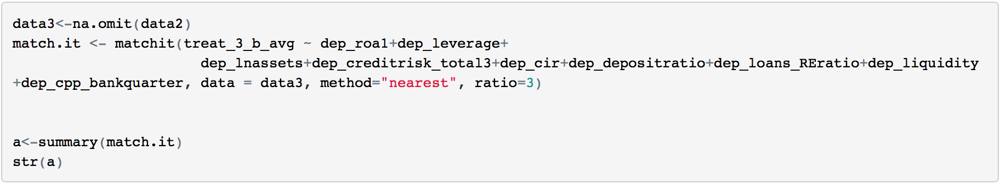 data3<-na.omit(data2)
match.it <- matchit(treat_3_b_avg ~ dep_roa1+dep_leverage+
                      dep_lnassets+dep_creditrisk_total3+dep_cir+dep_depositratio+dep_loans_REratio+dep_liquidity
+dep_cpp_bankquarter, data = data3, method="nearest", ratio=3)
a<-summary(match.it)
str(a)